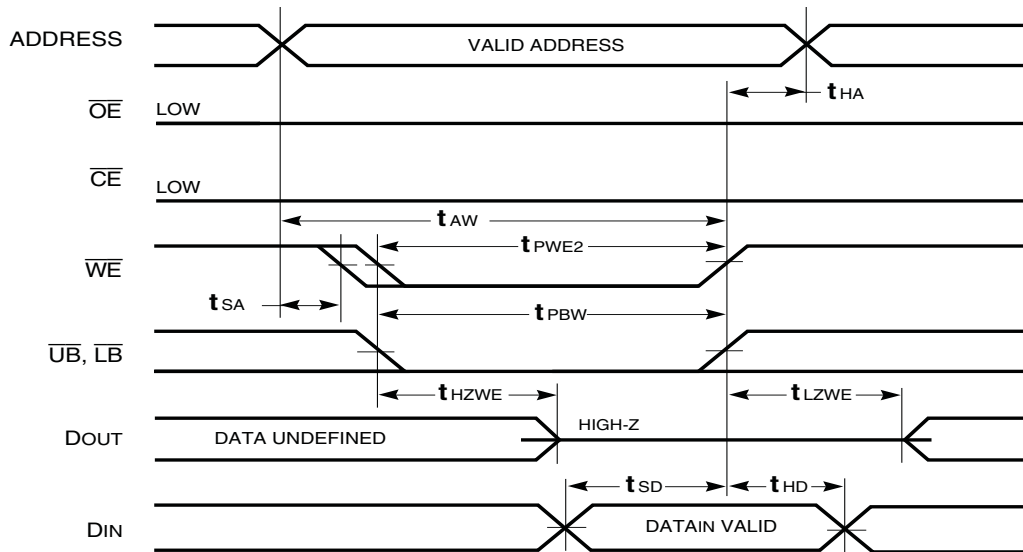 ADDRESS VALID ADDRESS
tHA
OE LOW
CE LOW
tAW
WE tPWE2
tSA
tPBW
UB, LB
tHZWE tLZWE
DOUT DATA UNDEFINED HIGH-Z
tSD tHD
DIN DATAIN VALID